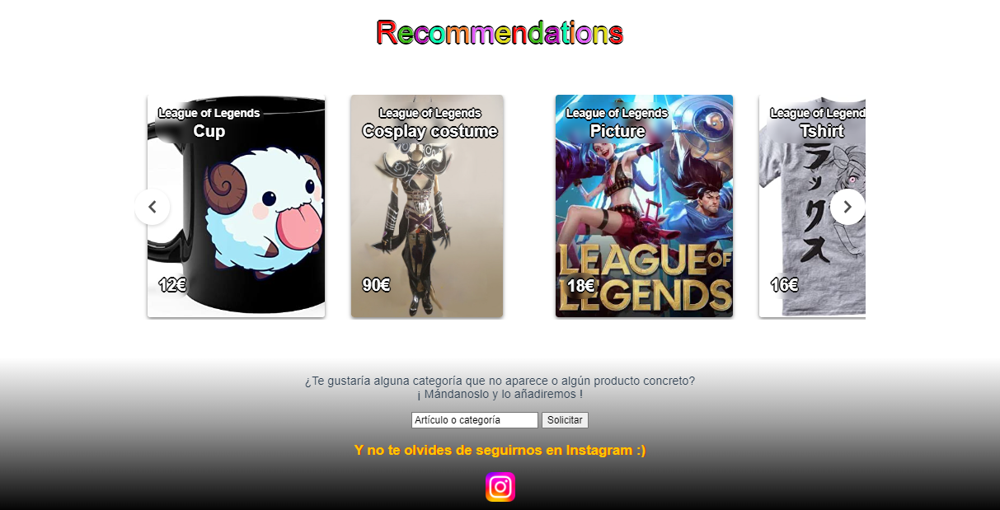 Recommendations
League of Legends
Cup
12€
League of Legends
Cosplay costume
90€
League of Legends
Picture
LEAGUE OF
LEGENDS
18€
League of Legend
Tshirt
ラックス
16€
¿Te gustaría alguna categoría que no aparece o algún producto concreto?
¡ Mándanoslo y lo añadiremos !
Artículo o categoría
Solicitar
Y no te olvides de seguirnos en Instagram :)